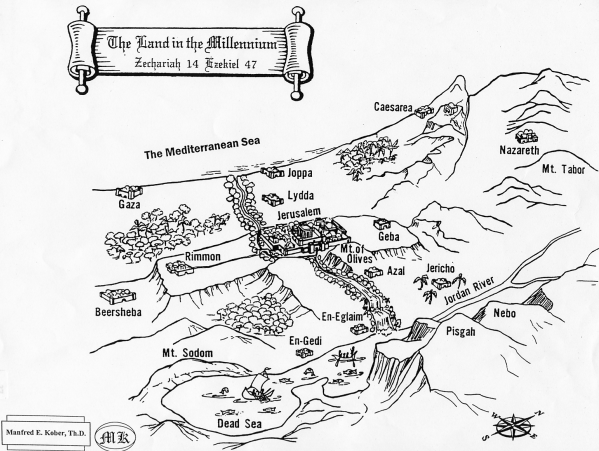 The Land in the Millennium
Zechariah 14 Ezekiel 47
Caesarea
The Mediterranean Sea
Nazareth
Mt. Tabor
Joppa
Gaza
Lydda
Jerusalem
Geba
Mt. of
Olives
Rimmon
Azal
Jericho
Jordan River
Beersheba
En-Eglaim
Nebo
Pisgah
En-Gedi
Mt. Sodom
Dead Sea
Manfred E. Kober, Th.D.
MK
W
N
S
E